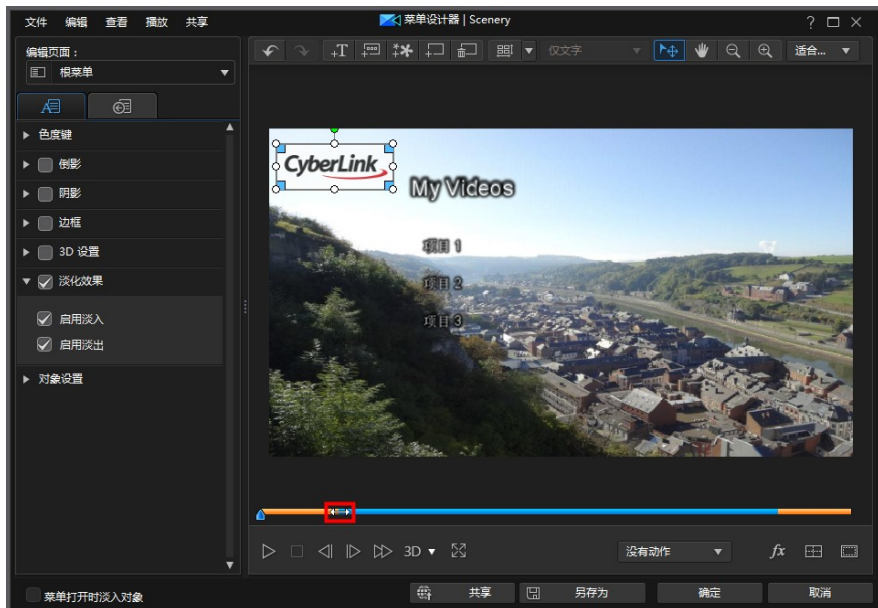 文件 编辑 查看 播放 共享
菜单设计器 | Scenery
编辑页面：
根菜单
仅文字
适合...
色度键
倒影
阴影
边框
3D 设置
淡化效果
启用淡入
启用淡出
对象设置
CyberLink
My Videos
项目 1
项目 2
项目 3
3D
没有动作
fx
菜单打开时淡入对象
共享
另存为
确定
取消